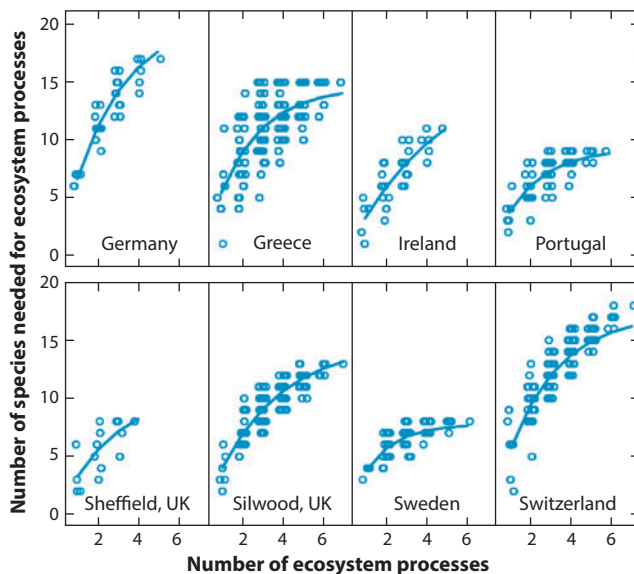 20
15
10
5
0
Germany
Greece
Ireland
Portugal
20
15
10
5
0
Sheffield, UK
Silwood, UK
Sweden
Switzerland
2 4 6 2 4 6 2 4 6 2 4 6
Number of ecosystem processes
Number of species needed for ecosystem processes